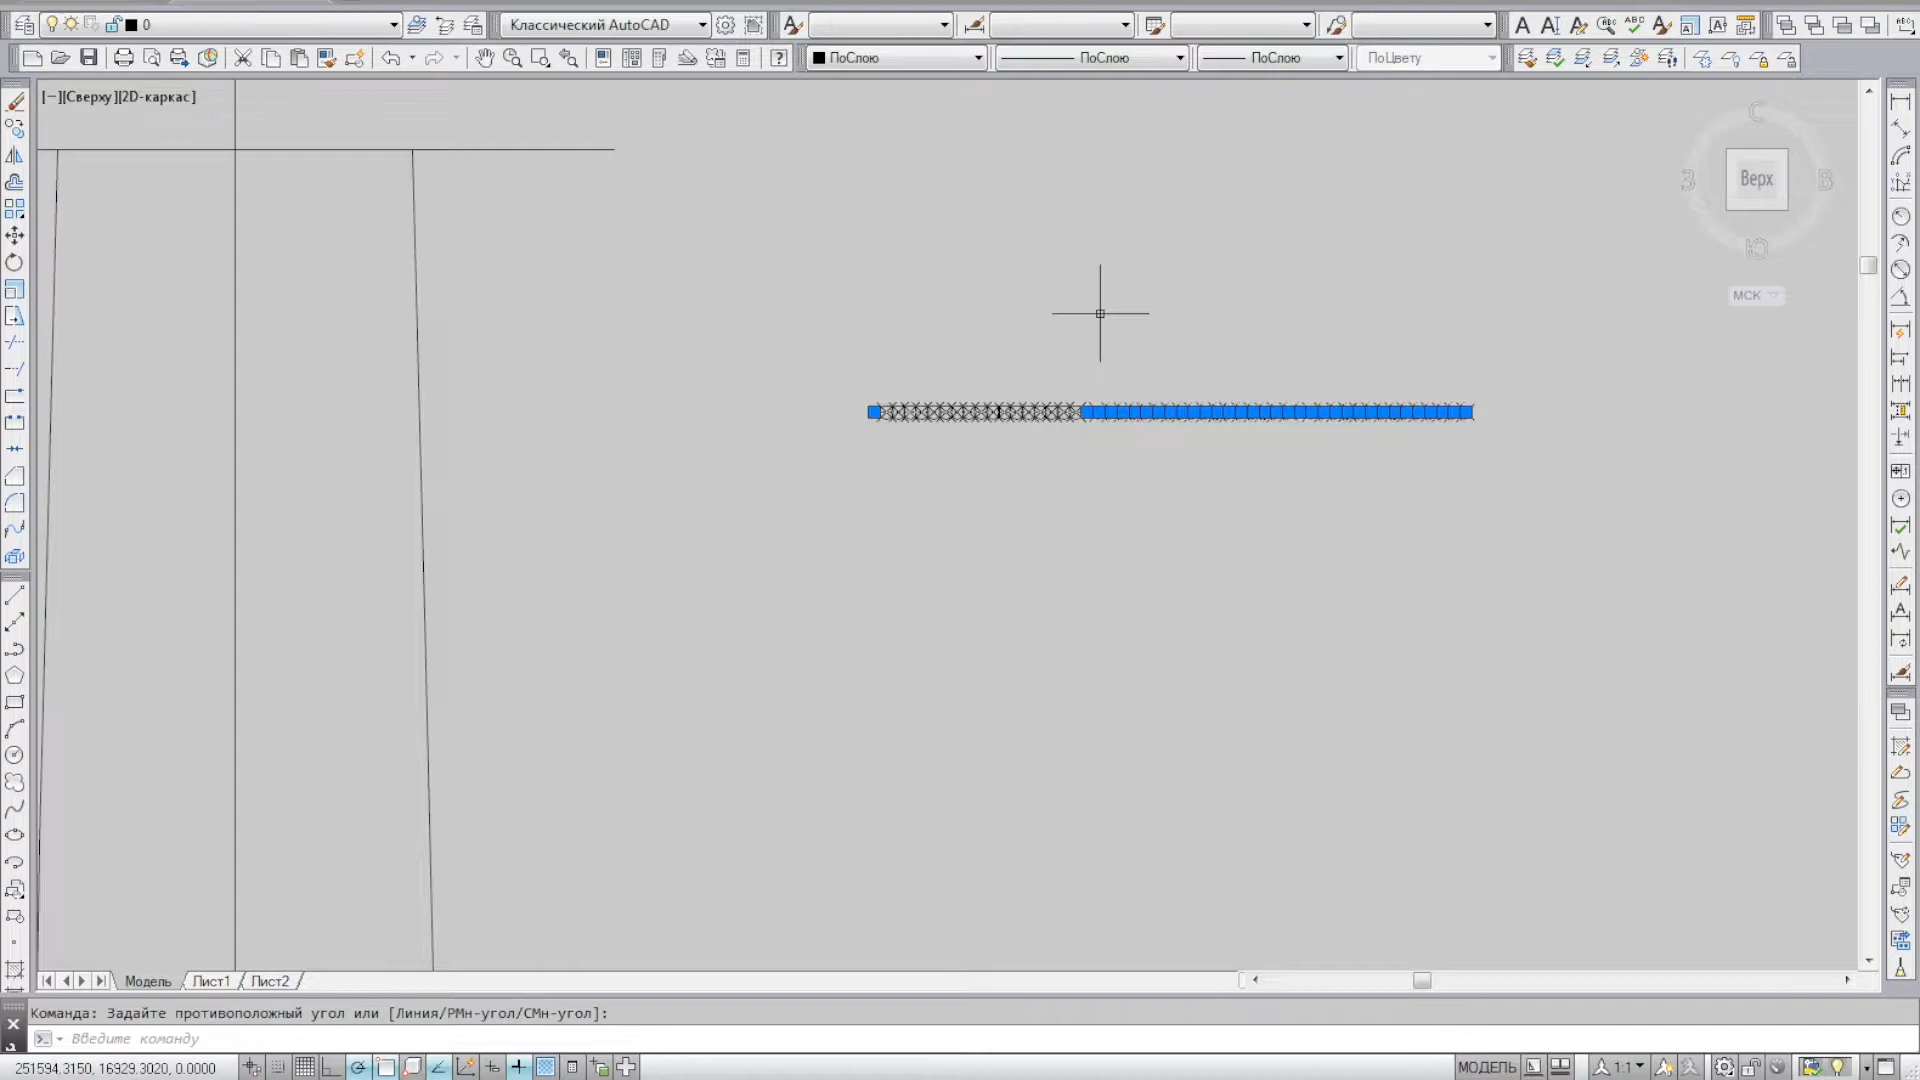 0
Классический AutoCAD
ПоСлою
ПоСлою
ПоСлою
ПоЦвету
[−][Сверху][2D-каркас]
С
З
Верх
В
Ю
МСК
Модель
Лист1
Лист2
Команда: Задайте противоположный угол или [Линия/РМн-угол/СМн-угол]:
Введите команду
251594.3150, 16929.3020, 0.0000
МОДЕЛЬ
1:1